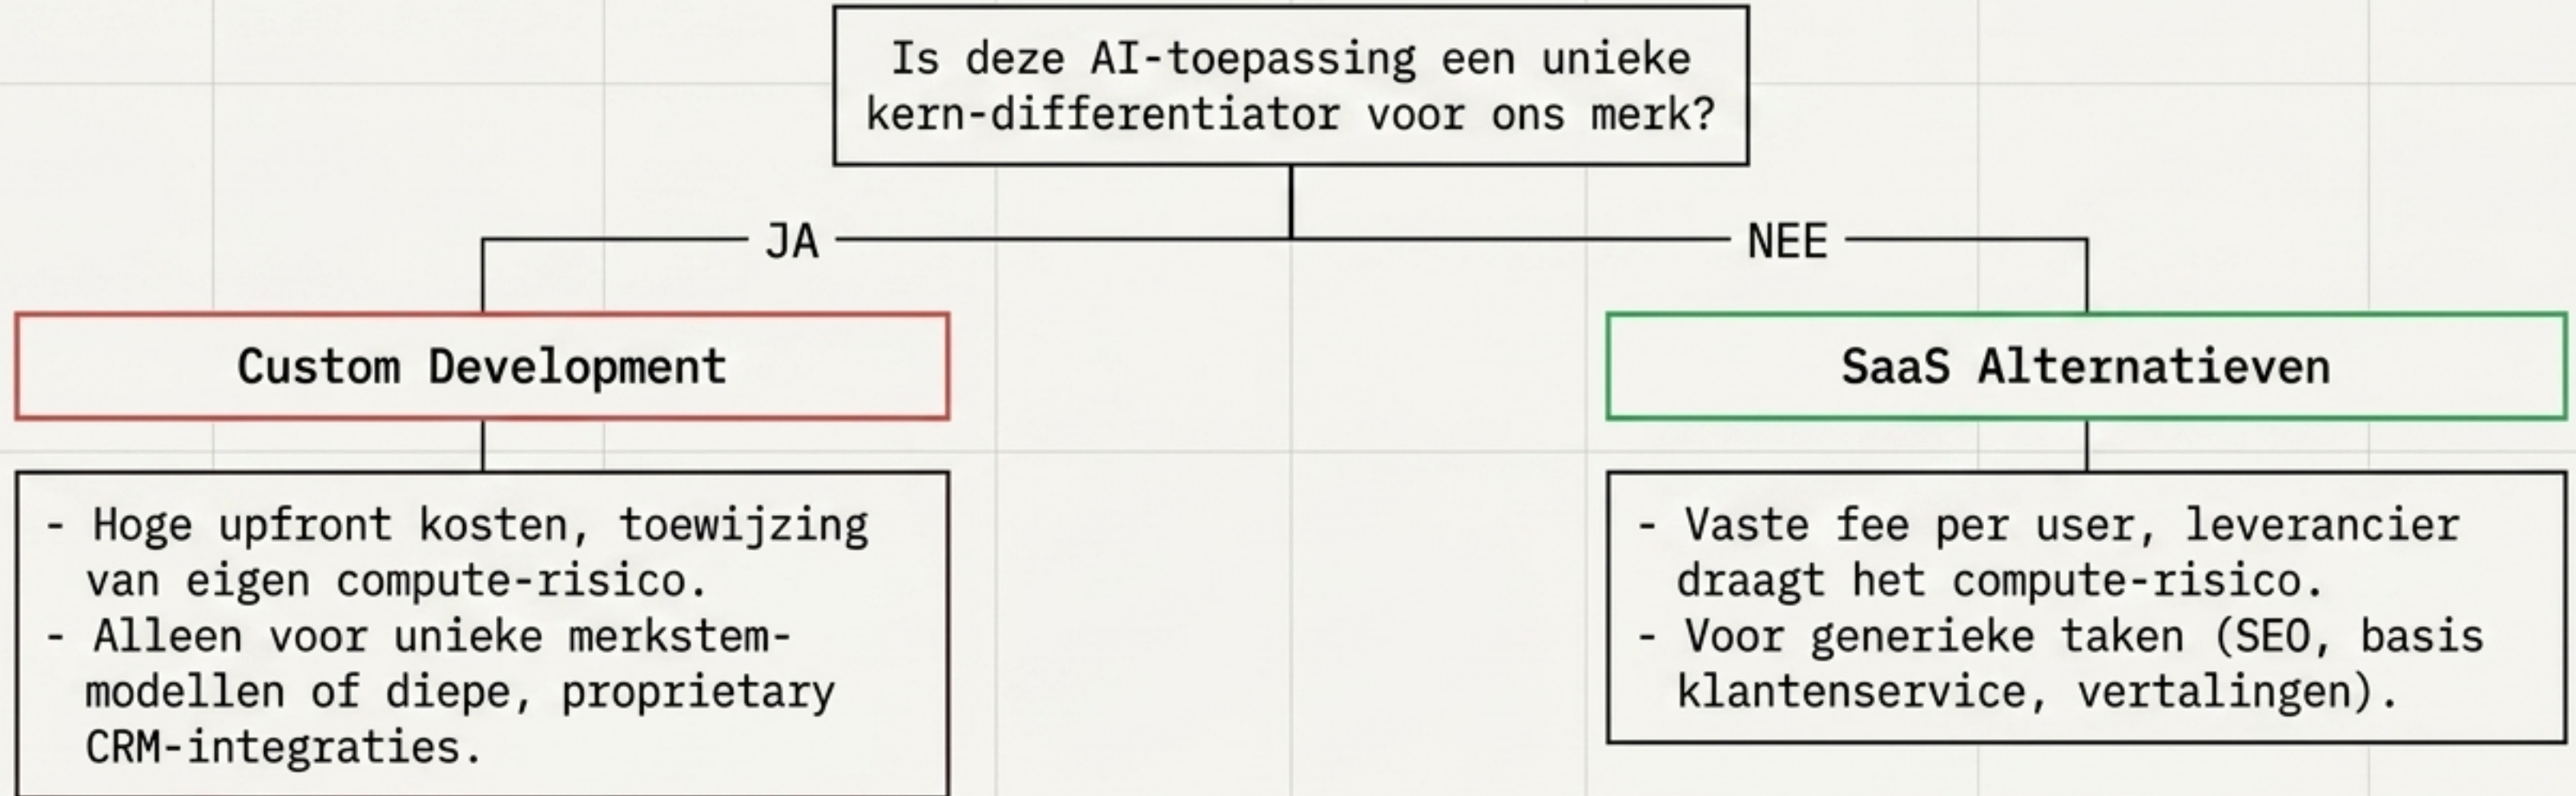 Is deze AI-toepassing een unieke
kern-differentiator voor ons merk?
JA
NEE
Custom Development
SaaS Alternatieven
- Hoge upfront kosten, toewijzing
van eigen compute-risico.
- Alleen voor unieke merkstem-
modellen of diepe, proprietary
CRM-integraties.
- Vaste fee per user, leverancier
draagt het compute-risico.
- Voor generieke taken (SEO, basis
klantenservice, vertalingen).